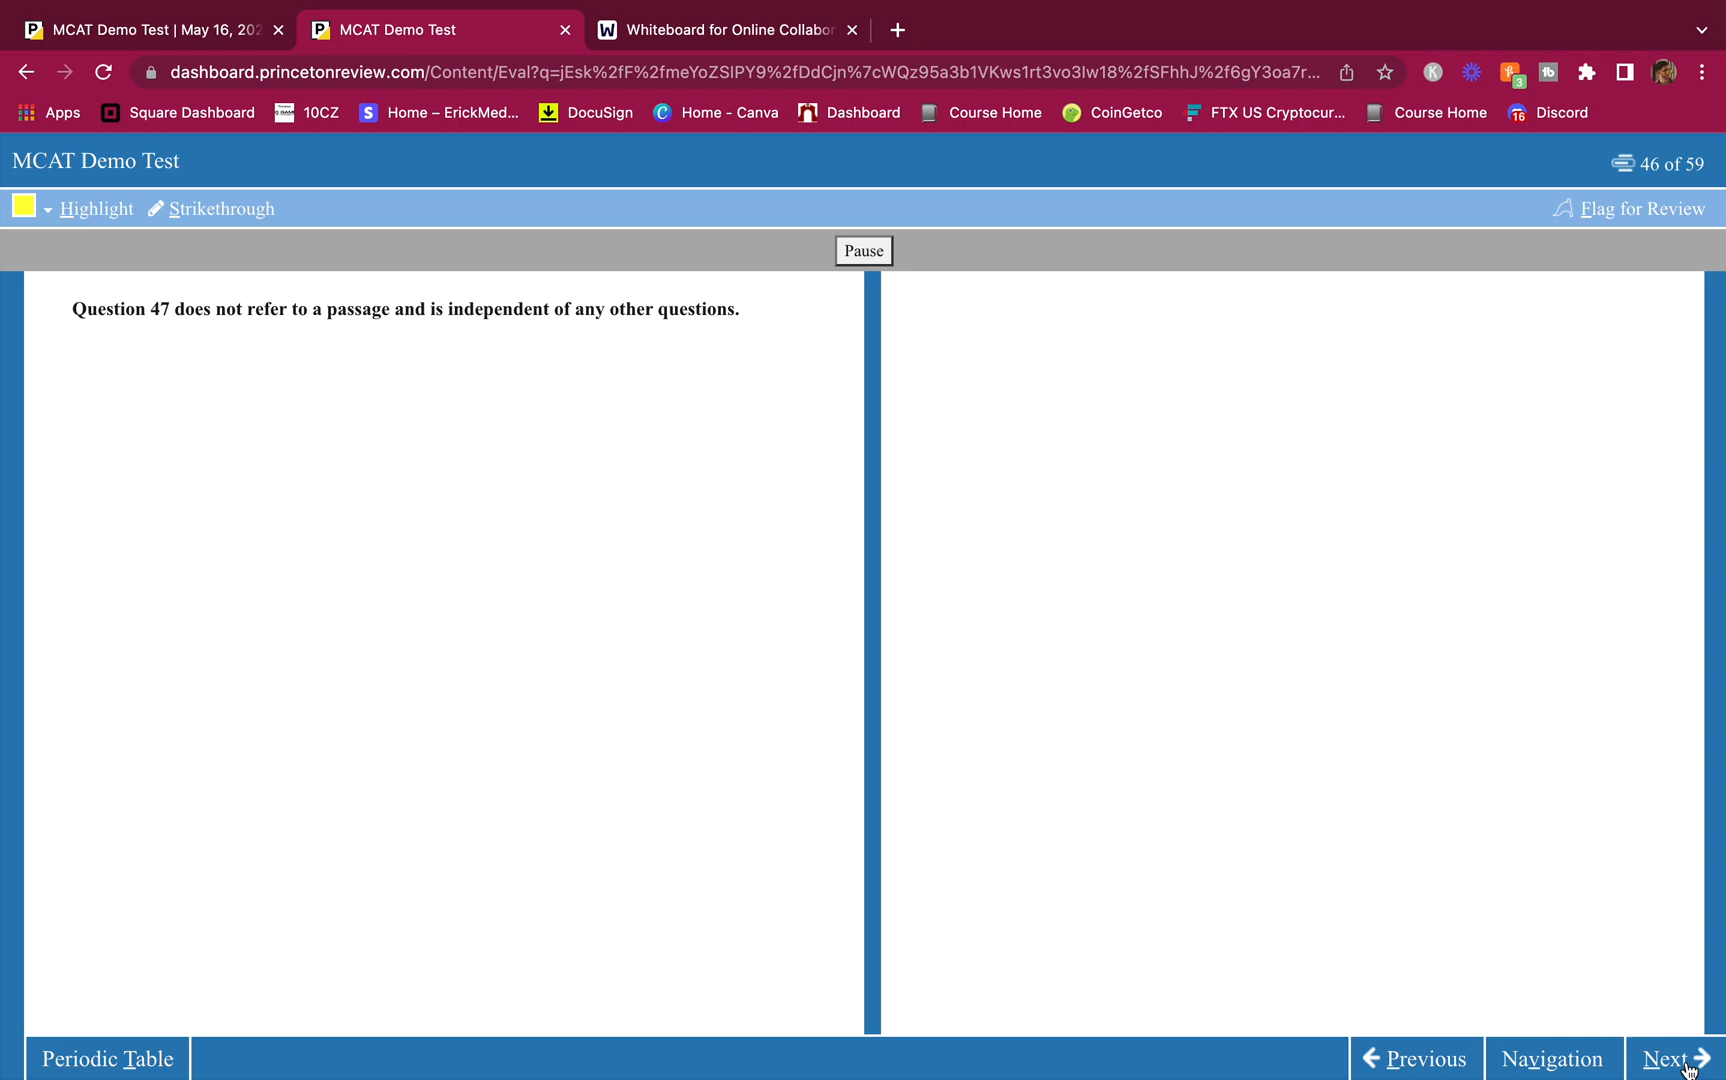 MCAT Demo Test | May 16, 202
MCAT Demo Test
Whiteboard for Online Collabor
dashboard.princetonreview.com/Content/Eval?q=jEsk%2fF%2fmeYoZSIPY9%2fDdCjn%7cWQz95a3b1VKws1rt3vo3lw18%2fSFhhJ%2f6gY3oa7r...
Apps Square Dashboard 10CZ Home – ErickMed... DocuSign Home - Canva Dashboard Course Home CoinGetco FTX US Cryptocur... Course Home 16 Discord
MCAT Demo Test
46 of 59
Highlight Strikethrough
Flag for Review
Pause
Question 47 does not refer to a passage and is independent of any other questions.
Periodic Table
Previous
Navigation
Next